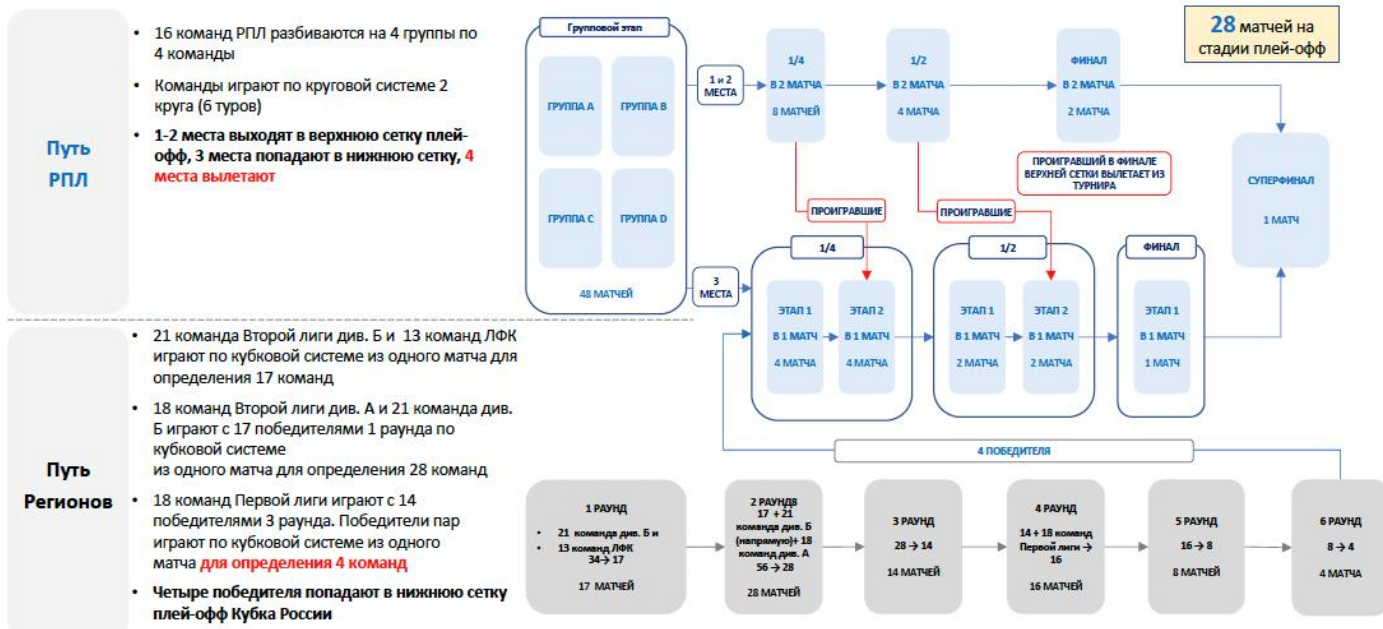 Путь
РПЛ
• 16 команд РПЛ разбиваются на 4 группы по
4 команды
• Команды играют по круговой системе 2
круга (6 туров)
• 1-2 места выходят в верхнюю сетку плей-
офф, 3 места попадают в нижнюю сетку, 4
места вылетают
Групповой этап
ГРУППА A
ГРУППА B
ГРУППА C
ГРУППА D
48 МАТЧЕЙ
1 и 2
МЕСТА
3
МЕСТА
1/4
В 2 МАТЧА
8 МАТЧЕЙ
1/2
В 2 МАТЧА
4 МАТЧА
ФИНАЛ
В 2 МАТЧА
2 МАТЧА
28 матчей на
стадии плей-офф
ПРОИГРАВШИЙ В ФИНАЛЕ
ВЕРХНЕЙ СЕТКИ ВЫЛЕТАЕТ ИЗ
ТУРНИРА
ПРОИГРАВШИЕ
ПРОИГРАВШИЕ
СУПЕРФИНАЛ
1 МАТЧ
1/4
ЭТАП 1
В 1 МАТЧ
4 МАТЧА
ЭТАП 2
В 1 МАТЧ
4 МАТЧА
1/2
ЭТАП 1
В 1 МАТЧ
2 МАТЧА
ЭТАП 2
В 1 МАТЧ
2 МАТЧА
ФИНАЛ
ЭТАП 1
В 1 МАТЧ
1 МАТЧ
Путь
Регионов
• 21 команда Второй лиги див. Б и 13 команд ЛФК
играют по кубковой системе из одного матча для
определения 17 команд
• 18 команд Второй лиги див. А и 21 команда див.
Б играют с 17 победителями 1 раунда по
кубковой системе
из одного матча для определения 28 команд
• 18 команд Первой лиги играют с 14
победителями 3 раунда. Победители пар
играют по кубковой системе из одного
матча для определения 4 команд
• Четыре победителя попадают в нижнюю сетку
плей-офф Кубка России
4 ПОБЕДИТЕЛЯ
1 РАУНД
• 21 команда див. Б и
• 13 команд ЛФК
34→ 17
17 МАТЧЕЙ
2 РАУНД8
17 + 21
команда див. Б
(напрямую)+ 18
команд див. А
56 → 28
28 МАТЧЕЙ
3 РАУНД
28 → 14
14 МАТЧЕЙ
4 РАУНД
14 + 18 команд
Первой лиги →
16
16 МАТЧЕЙ
5 РАУНД
16 → 8
8 МАТЧЕЙ
6 РАУНД
8 → 4
4 МАТЧА